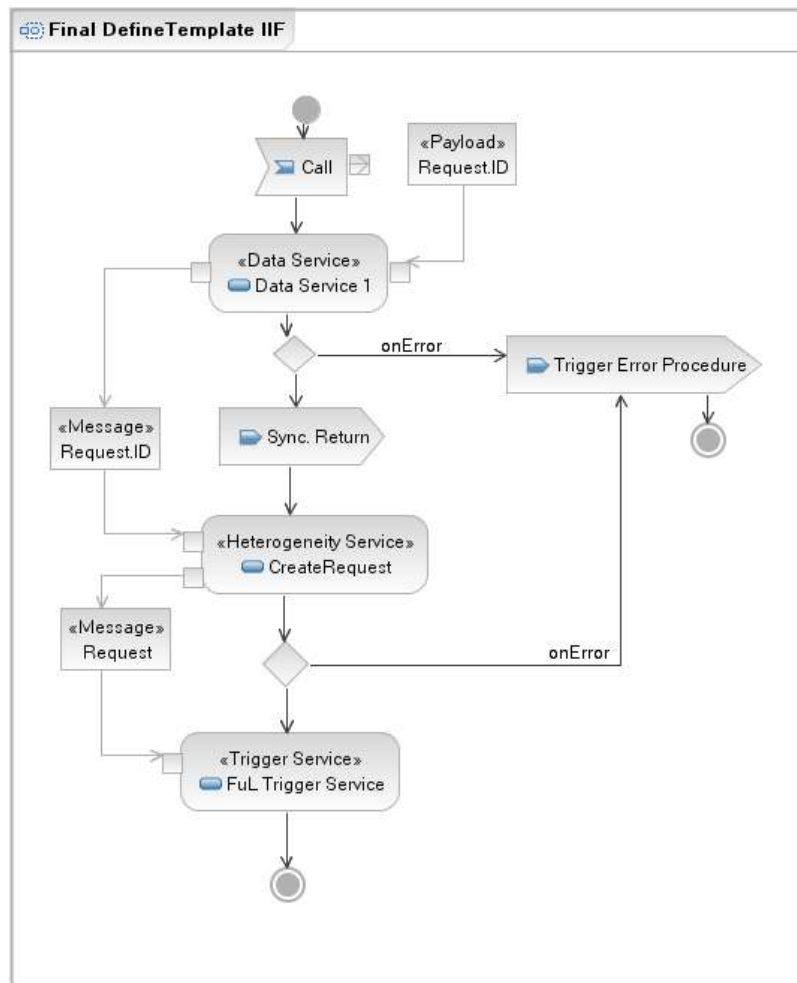 Final DefineTemplate IIF
Call
«Payload»
Request.ID
«Data Service»
Data Service 1
onError
Trigger Error Procedure
«Message»
Request.ID
Sync. Return
«Heterogeneity Service»
CreateRequest
«Message»
Request
onError
«Trigger Service»
FuL Trigger Service